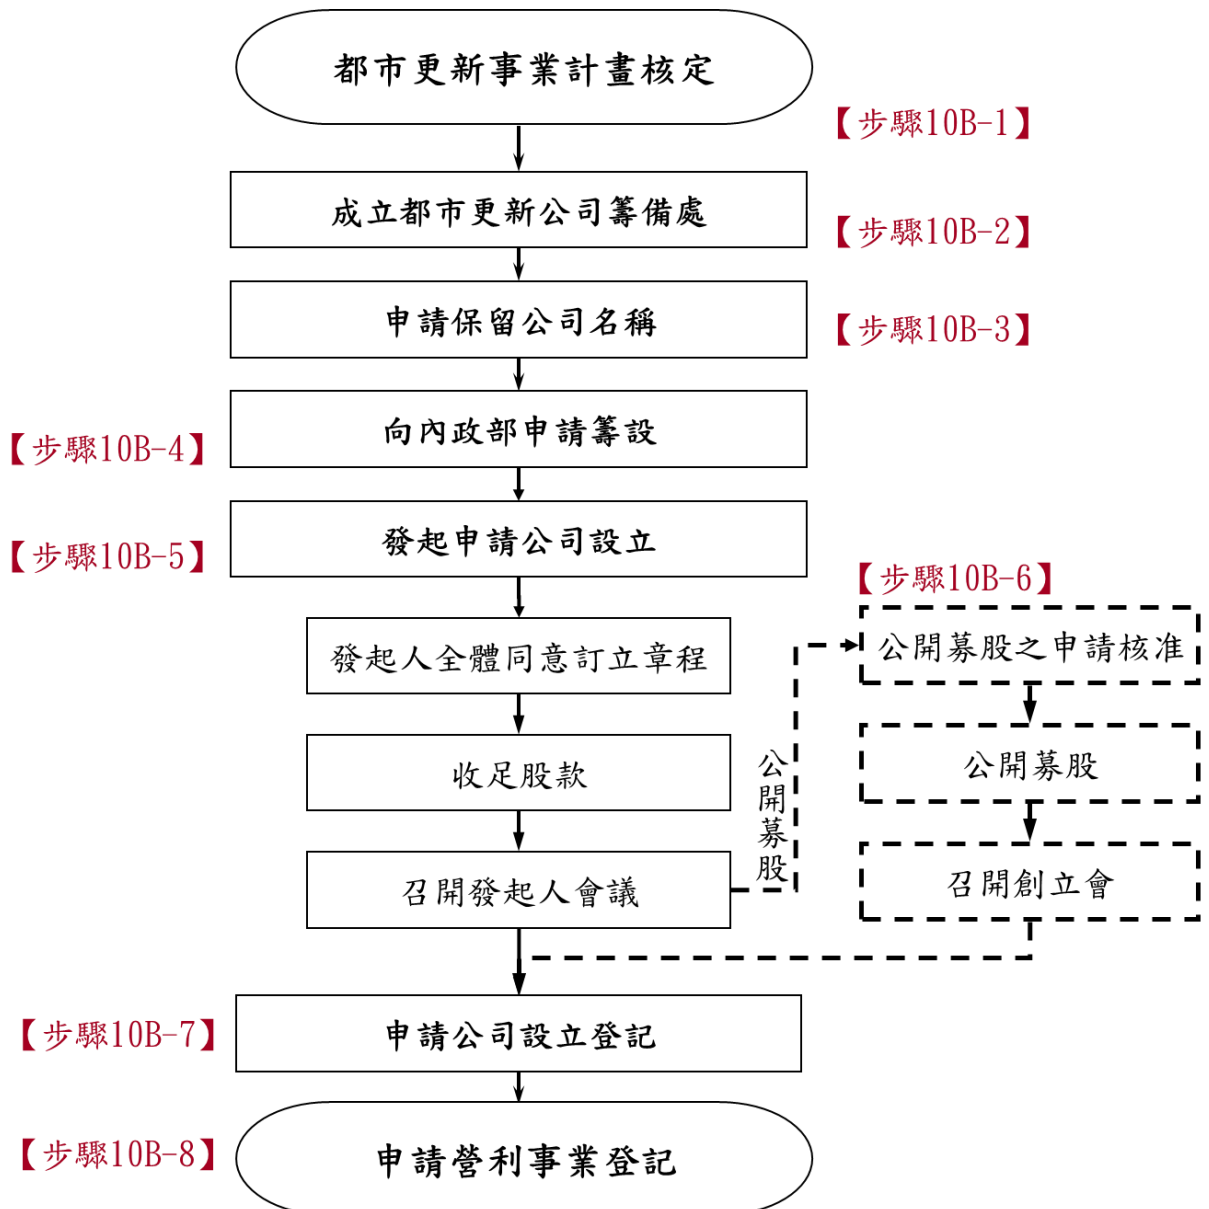 都市更新事業計畫核定
【步驟10B-1】
成立都市更新公司籌備處
【步驟10B-2】
申請保留公司名稱
【步驟10B-3】
向內政部申請籌設
【步驟10B-4】
發起申請公司設立
【步驟10B-5】
【步驟10B-6】
發起人全體同意訂立章程
公開募股之申請核准
收足股款
公開募股
公開募股
召開發起人會議
召開創立會
【步驟10B-7】
申請公司設立登記
【步驟10B-8】
申請營利事業登記